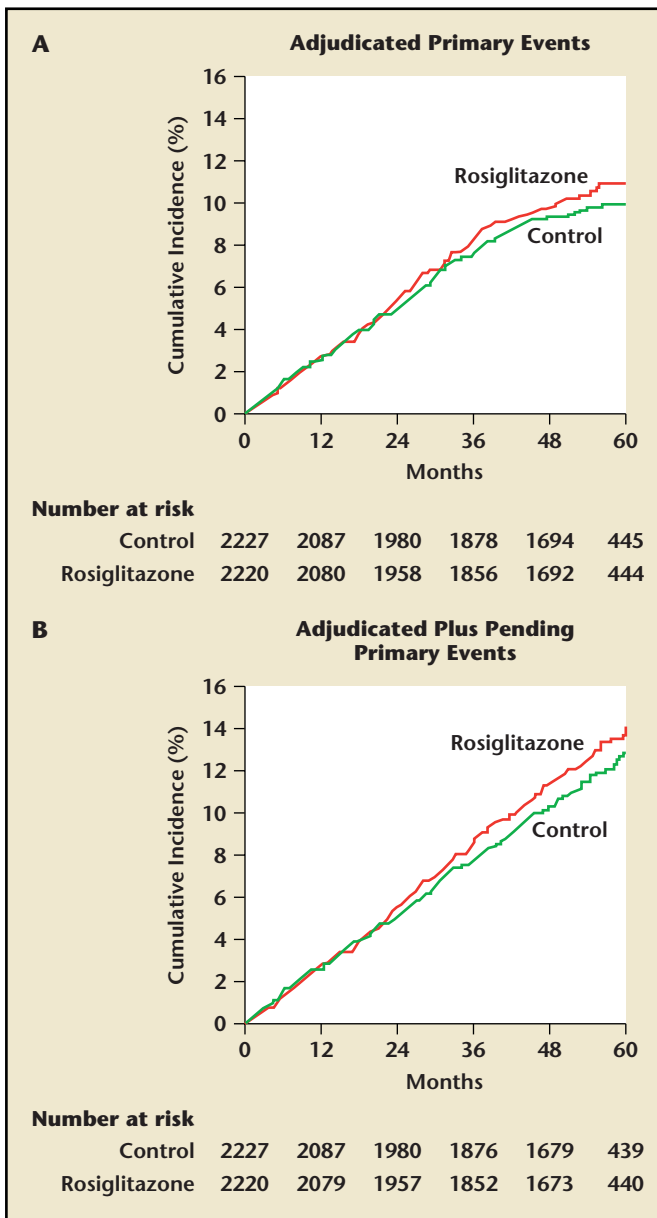 A Adjudicated Primary Events
16
14
12
10
8
6
4
2
0
Cumulative Incidence (%)
Rosiglitazone
Control
0 12 24 36 48 60
Months
Number at risk
Control 2227 2087 1980 1878 1694 445
Rosiglitazone 2220 2080 1958 1856 1692 444
B Adjudicated Plus Pending
Primary Events
16
14
12
10
8
6
4
2
0
Cumulative Incidence (%)
Rosiglitazone
Control
0 12 24 36 48 60
Months
Number at risk
Control 2227 2087 1980 1876 1679 439
Rosiglitazone 2220 2079 1957 1852 1673 440